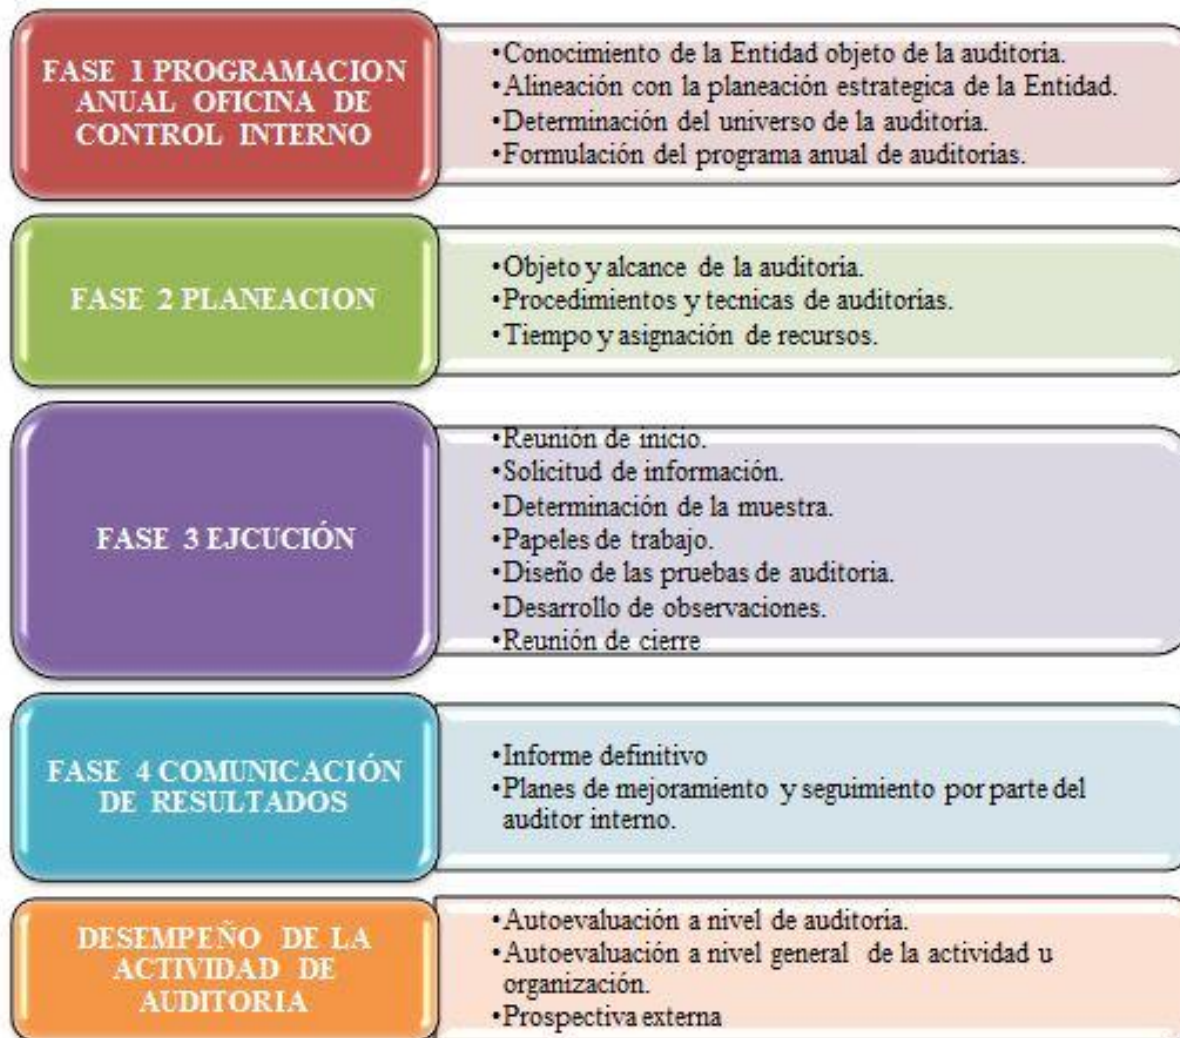 FASE 1 PROGRAMACION
ANUAL OFICINA DE
CONTROL INTERNO
•Conocimiento de la Entidad objeto de la auditoria.
•Alineación con la planeación estrategica de la Entidad.
•Determinación del universo de la auditoria.
•Formulación del programa anual de auditorias.
FASE 2 PLANEACION
•Objeto y alcance de la auditoria.
•Procedimientos y tecnicas de auditorias.
•Tiempo y asignación de recursos.
FASE 3 EJCUCIÓN
•Reunión de inicio.
•Solicitud de información.
•Determinación de la muestra.
•Papeles de trabajo.
•Diseño de las pruebas de auditoria.
•Desarrollo de observaciones.
•Reunión de cierre
FASE 4 COMUNICACIÓN
DE RESULTADOS
•Informe definitivo
•Planes de mejoramiento y seguimiento por parte del
auditor interno.
DESEMPEÑO DE LA
ACTIVIDAD DE
AUDITORIA
•Autoevaluación a nivel de auditoria.
•Autoevaluación a nivel general de la actividad u
organización.
•Prospectiva externa